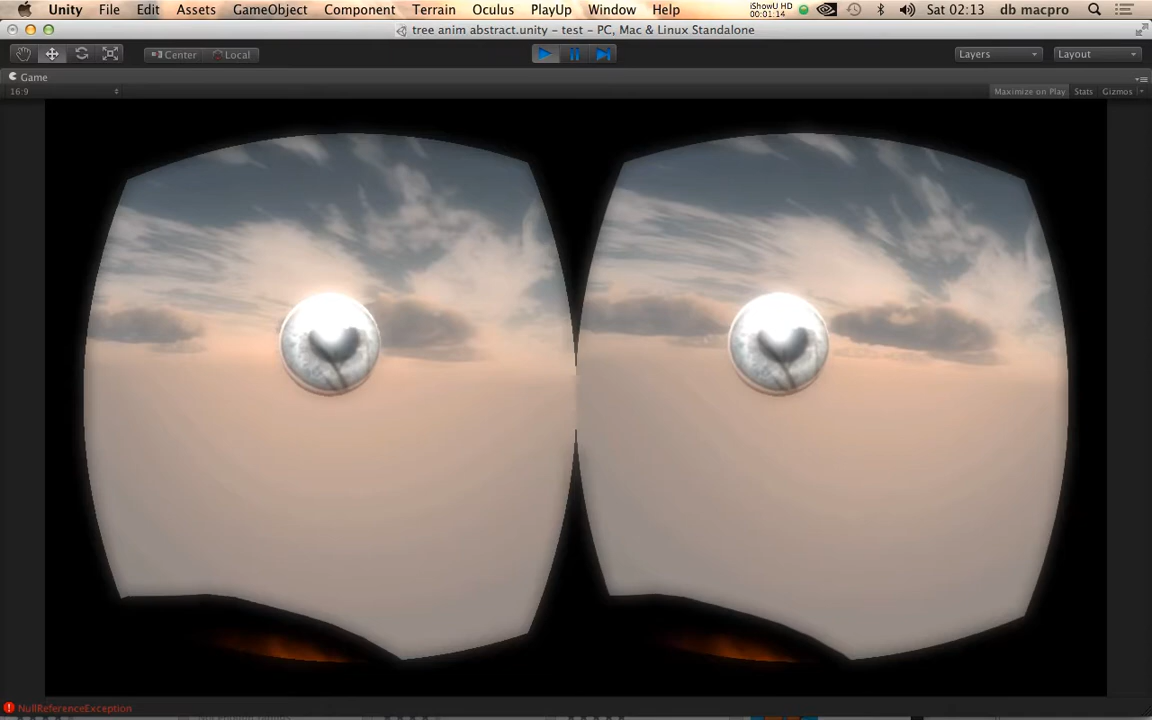 Unity File Edit Assets GameObject Component Terrain Oculus PlayUp Window Help iShowU HD 00:01:14 Sat 02:13 db macpro
tree anim abstract.unity - test - PC, Mac & Linux Standalone
Center Local Layers Layout
Game
16:9 Maximize on Play Stats Gizmos
NullReferenceException